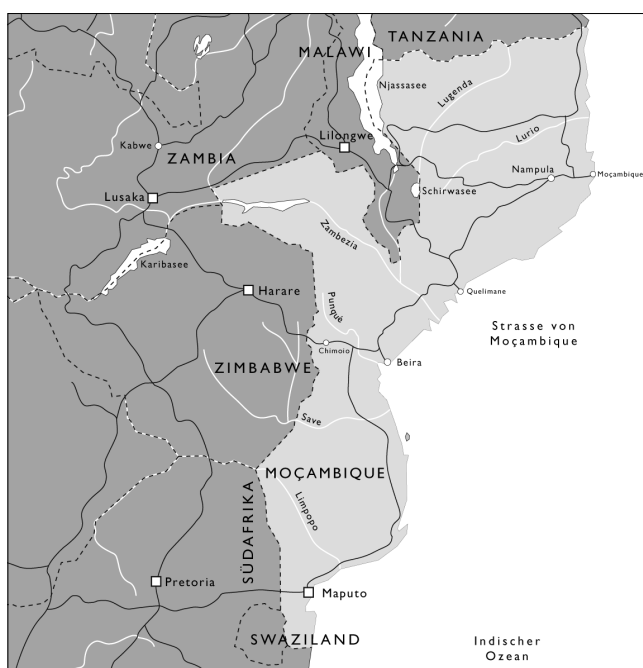 TANZANIA
MALAWI
Njassasee
Lugenda
Lurio
Kabwe
Lilongwe
ZAMBIA
Nampula
Moçambique
Lusaka
Schirwasee
Zambezia
Karibasee
Harare
Quelimane
Punqué
Strasse von
Moçambique
Chimoio
Beira
ZIMBABWE
Save
MOÇAMBIQUE
SÜDAFRIKA
Limpopo
Pretoria
Maputo
SWAZILAND
Indischer
Ozean